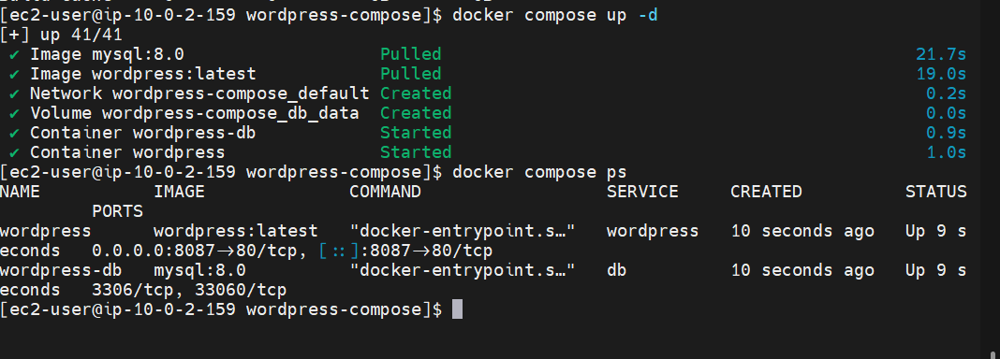 [ec2-user@ip-10-0-2-159 wordpress-compose]$ docker compose up -d
[+] up 41/41
✔ Image mysql:8.0 Pulled 21.7s
✔ Image wordpress:latest Pulled 19.0s
✔ Network wordpress-compose_default Created 0.2s
✔ Volume wordpress-compose_db_data Created 0.0s
✔ Container wordpress-db Started 0.9s
✔ Container wordpress Started 1.0s
[ec2-user@ip-10-0-2-159 wordpress-compose]$ docker compose ps
NAME IMAGE COMMAND SERVICE CREATED STATUS
PORTS
wordpress wordpress:latest "docker-entrypoint.s…" wordpress 10 seconds ago Up 9 s
econds 0.0.0.0:8087->80/tcp, [::]:8087->80/tcp
wordpress-db mysql:8.0 "docker-entrypoint.s…" db 10 seconds ago Up 9 s
econds 3306/tcp, 33060/tcp
[ec2-user@ip-10-0-2-159 wordpress-compose]$